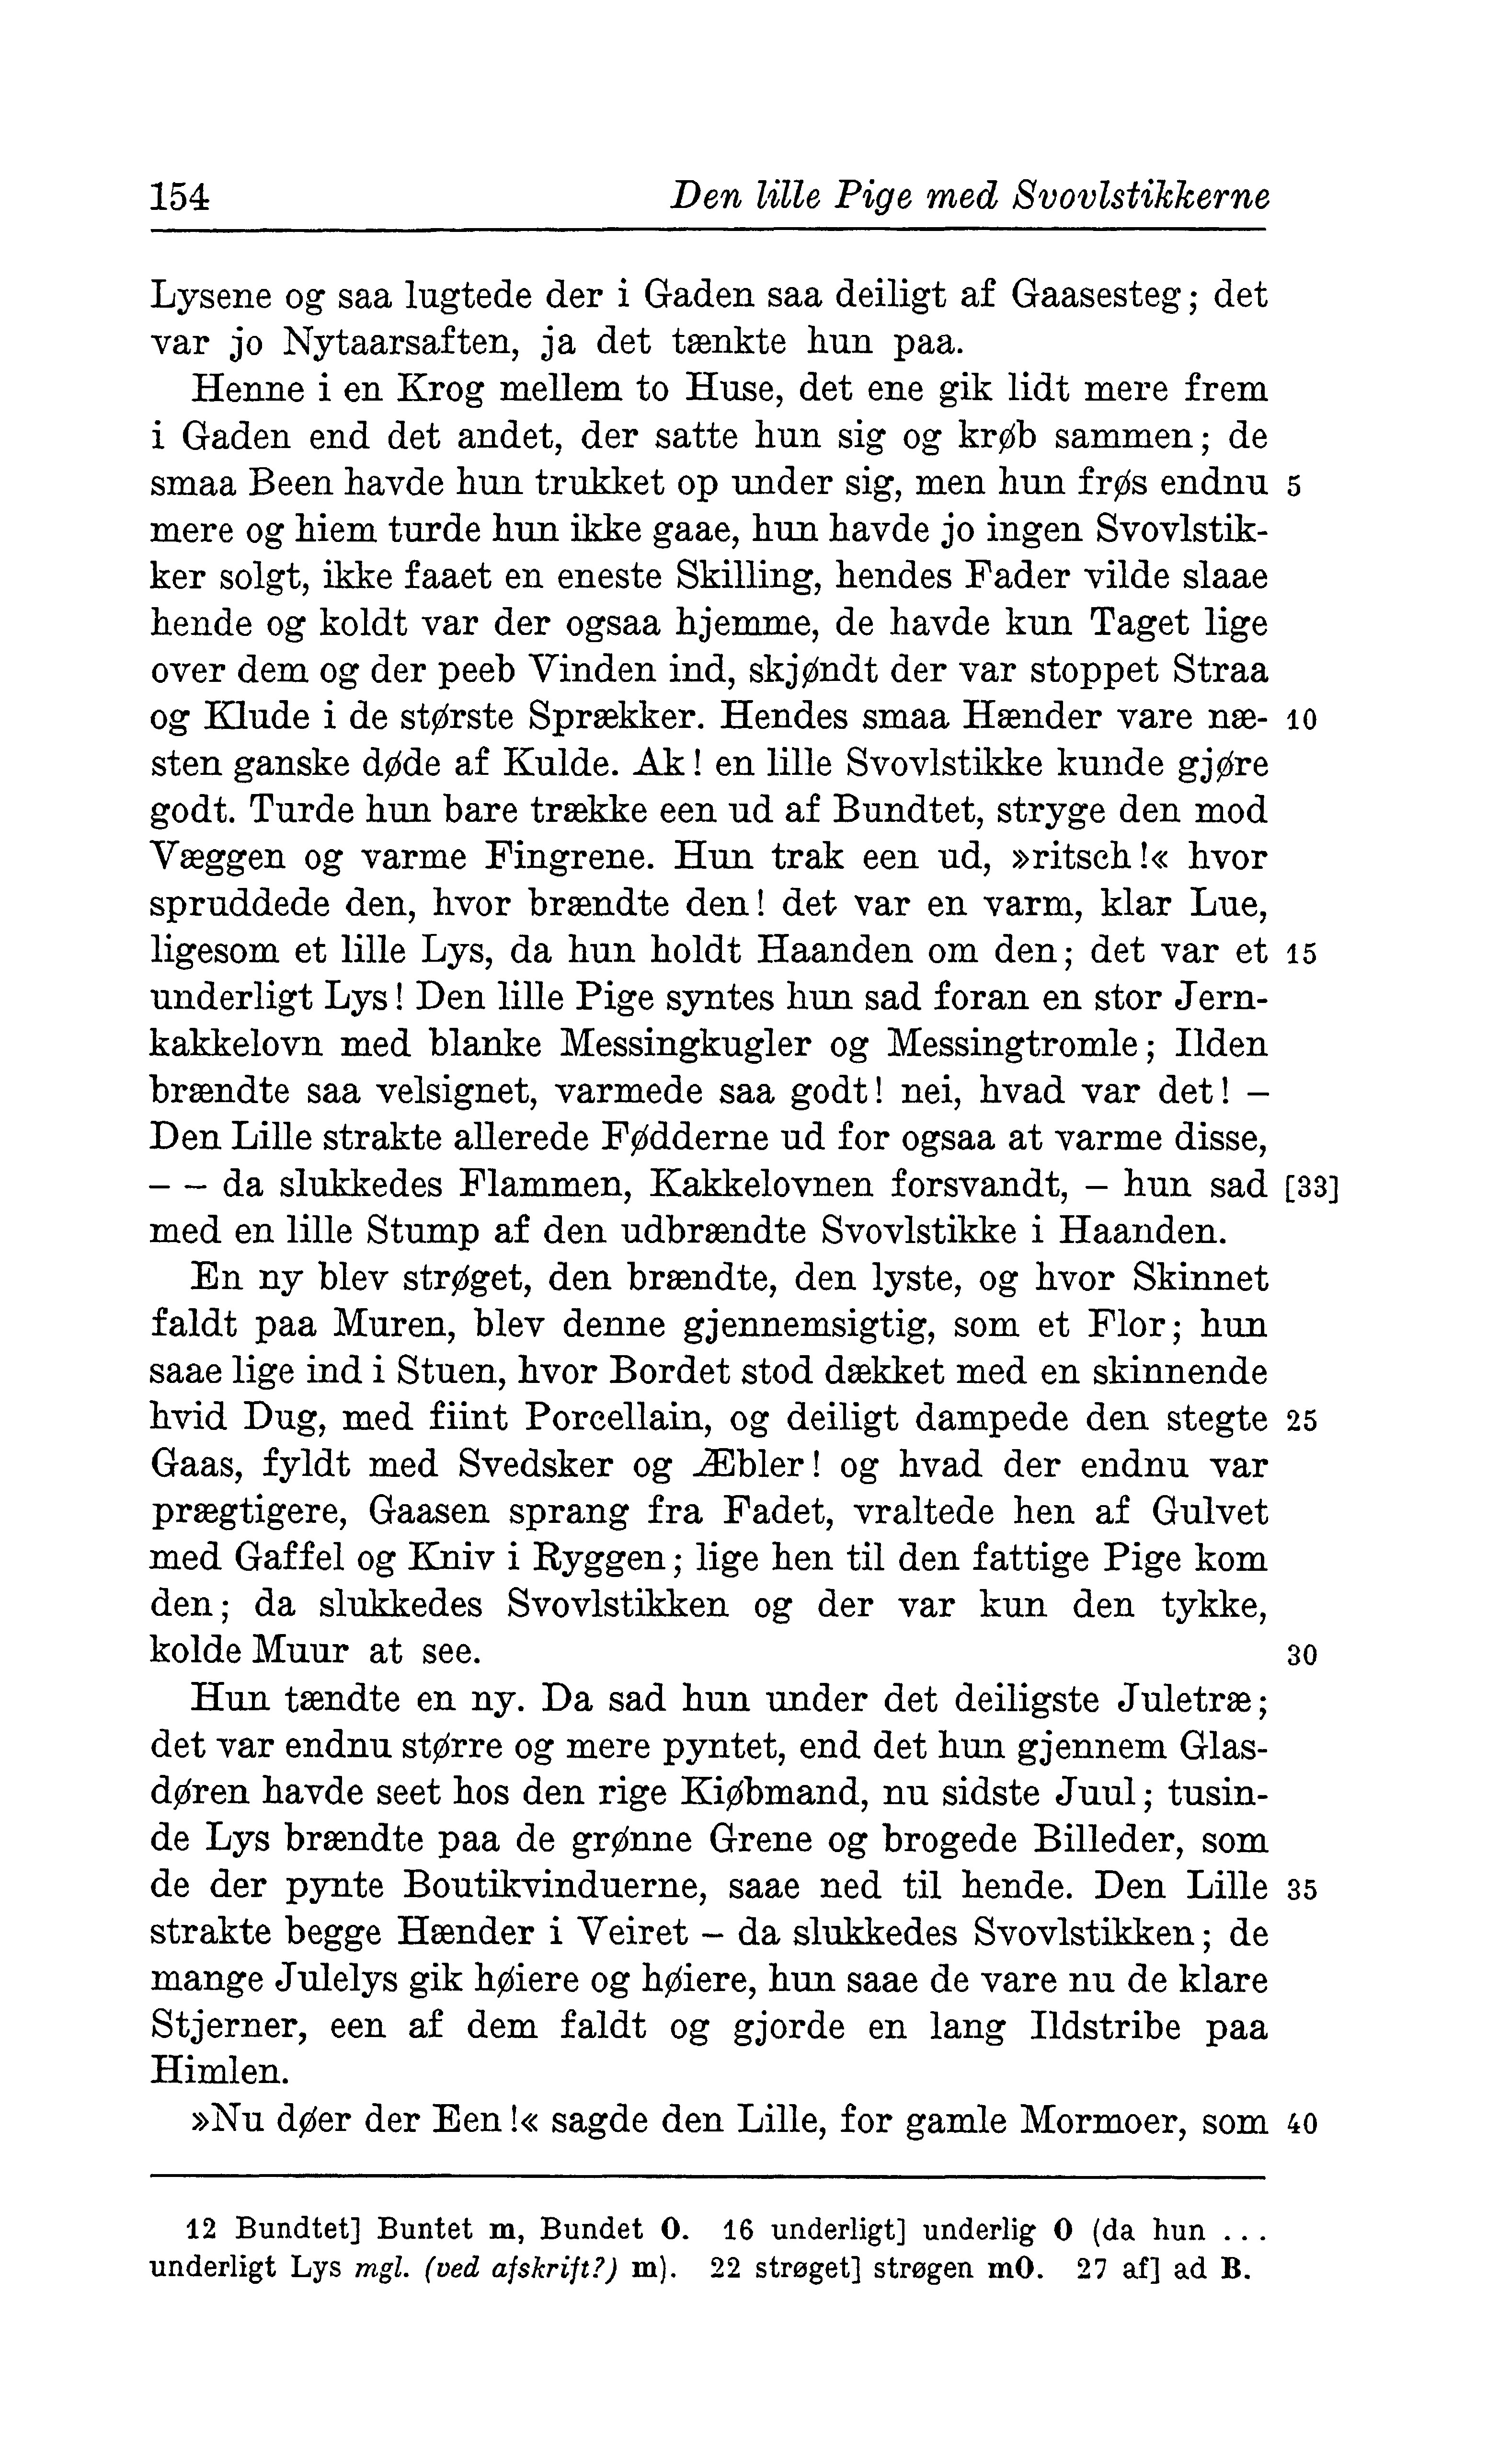 154 Den lille Pige med Svovlstikkerne
Lysene og saa lugtede der i Gaden saa deiligt af Gaasesteg; det
var jo Nytaarsaften, ja det tænkte hun paa.
Henne i en Krog mellem to Huse, det ene gik lidt mere frem
i Gaden end det andet, der satte hun sig og krøb sammen; de
smaa Been havde hun trukket op under sig, men hun frøs endnu 5
mere og hiem turde hun ikke gaae, hun havde jo ingen Svovlstik-
ker solgt, ikke faaet en eneste Skilling, hendes Fader vilde slaae
hende og koldt var der ogsaa hjemme, de havde kun Taget lige
over dem og der peeb Vinden ind, skjøndt der var stoppet Straa
og Klude i de største Sprækker. Hendes smaa Hænder vare næ- 10
sten ganske døde af Kulde. Ak! en lille Svovlstikke kunde gjøre
godt. Turde hun bare trække een ud af Bundtet, stryge den mod
Væggen og varme Fingrene. Hun trak een ud, »ritsch!« hvor
spruddede den, hvor brændte den! det var en varm, klar Lue,
ligesom et lille Lys, da hun holdt Haanden om den; det var et 15
underligt Lys! Den lille Pige syntes hun sad foran en stor Jern-
kakkelovn med blanke Messingkugler og Messingtromle; Ilden
brændte saa velsignet, varmede saa godt! nei, hvad var det! –
Den Lille strakte allerede Fødderne ud for ogsaa at varme disse,
– – da slukkedes Flammen, Kakkelovnen forsvandt, – hun sad [33]
med en lille Stump af den udbrændte Svovlstikke i Haanden.
En ny blev strøget, den brændte, den lyste, og hvor Skinnet
faldt paa Muren, blev denne gjennemsigtig, som et Flor; hun
saae lige ind i Stuen, hvor Bordet stod dækket med en skinnende
hvid Dug, med fiint Porcellain, og deiligt dampede den stegte 25
Gaas, fyldt med Svedsker og Æbler! og hvad der endnu var
prægtigere, Gaasen sprang fra Fadet, vraltede hen af Gulvet
med Gaffel og Kniv i Ryggen; lige hen til den fattige Pige kom
den; da slukkedes Svovlstikken og der var kun den tykke,
kolde Muur at see. 30
Hun tændte en ny. Da sad hun under det deiligste Juletræ;
det var endnu større og mere pyntet, end det hun gjennem Glas-
døren havde seet hos den rige Kiøbmand, nu sidste Juul; tusin-
de Lys brændte paa de grønne Grene og brogede Billeder, som
de der pynte Boutikvinduerne, saae ned til hende. Den Lille 35
strakte begge Hænder i Veiret – da slukkedes Svovlstikken; de
mange Julelys gik høiere og høiere, hun saae de vare nu de klare
Stjerner, een af dem faldt og gjorde en lang Ildstribe paa
Himlen.
»Nu døer der Een!« sagde den Lille, for gamle Mormoer, som 40
12 Bundtet] Buntet m, Bundet O. 16 underligt] underlig O (da hun ...
underligt Lys mgl. (ved afskrift?) m). 22 strøget] strøgen mO. 27 af] ad B.